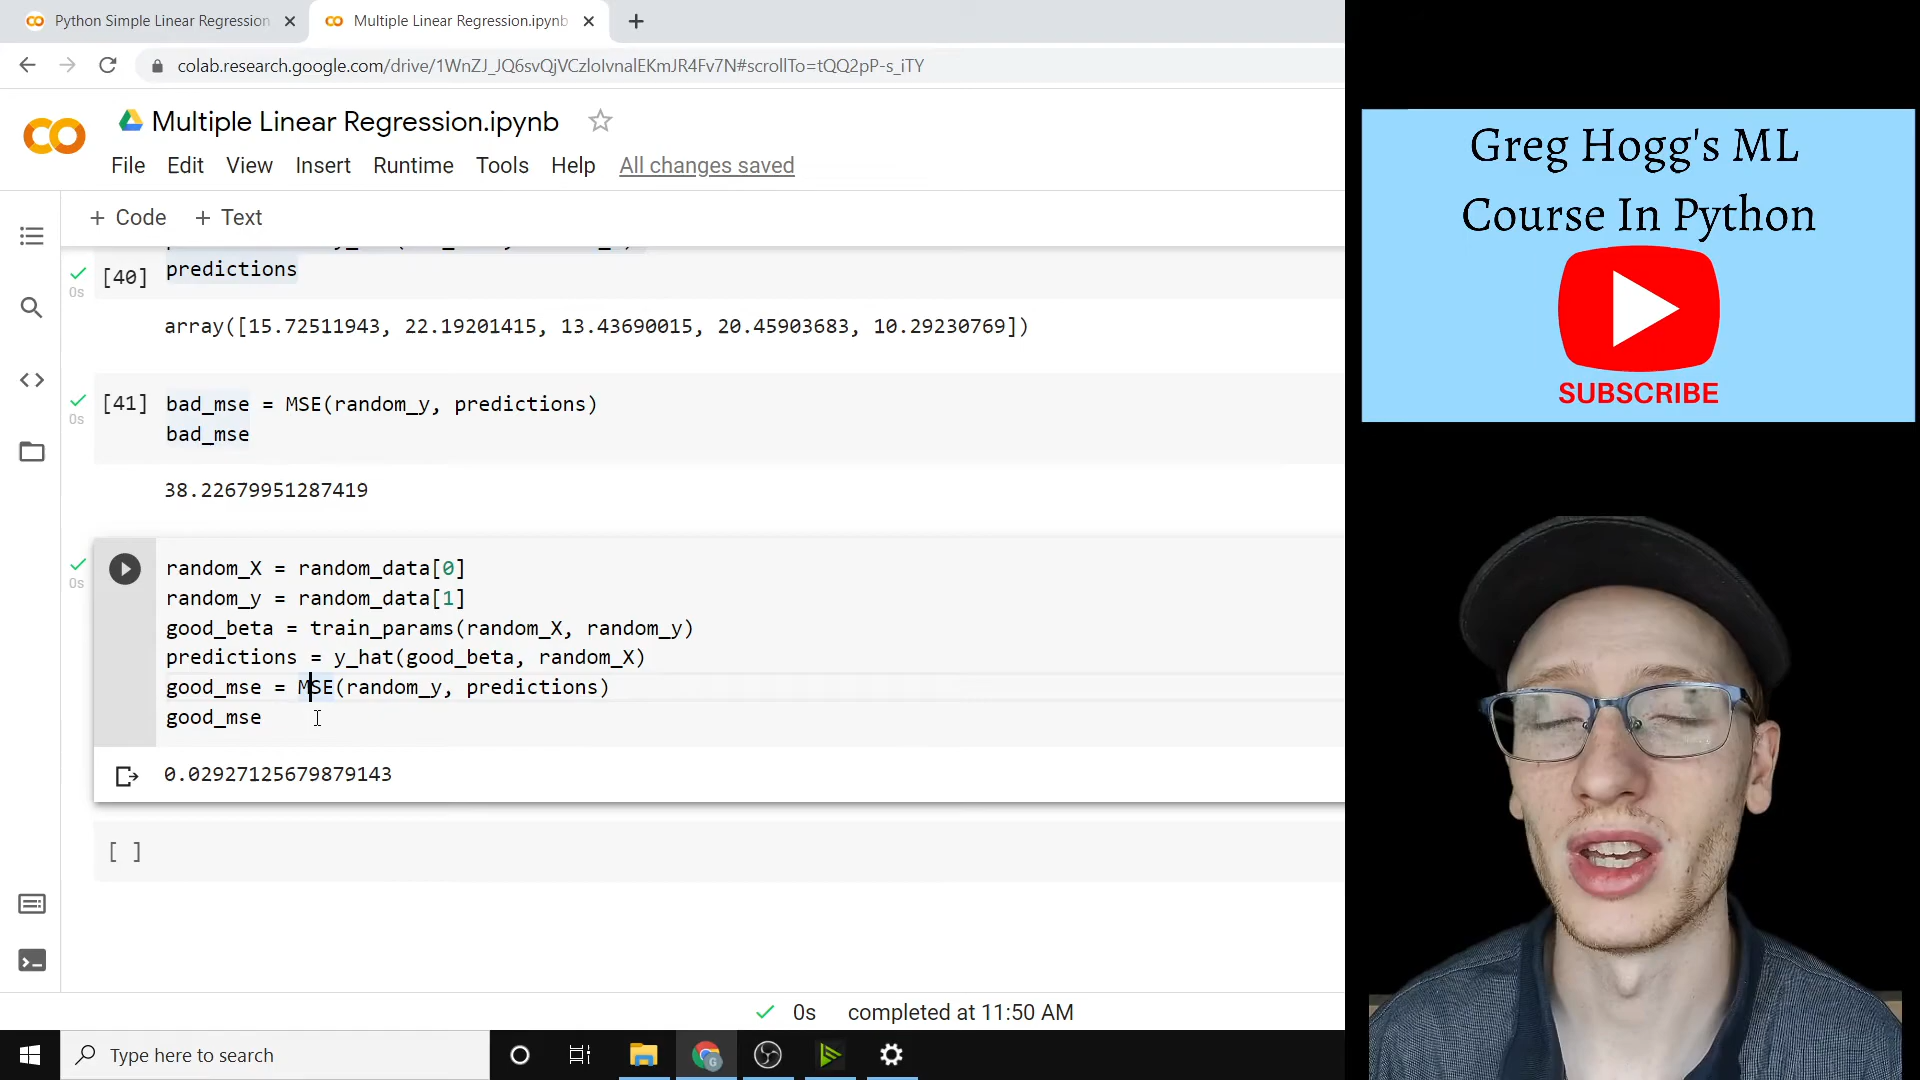 Python Simple Linear Regression
Multiple Linear Regression.ipynb
colab.research.google.com/drive/1WnZJ_JQ6svQjVCzloIvnalEKmJR4Fv7N#scrollTo=tQQ2pP-s_iTY
Multiple Linear Regression.ipynb
File Edit View Insert Runtime Tools Help All changes saved
+ Code + Text
[40] predictions
0s
array([15.72511943, 22.19201415, 13.43690015, 20.45903683, 10.29230769])
[41] bad_mse = MSE(random_y, predictions)
0s
bad_mse
38.22679951287419
random_X = random_data[0]
0s
random_y = random_data[1]
good_beta = train_params(random_X, random_y)
predictions = y_hat(good_beta, random_X)
good_mse = MSE(random_y, predictions)
good_mse
0.02927125679879143
[ ]
0s completed at 11:50 AM
Type here to search
Greg Hogg's ML
Course In Python
SUBSCRIBE